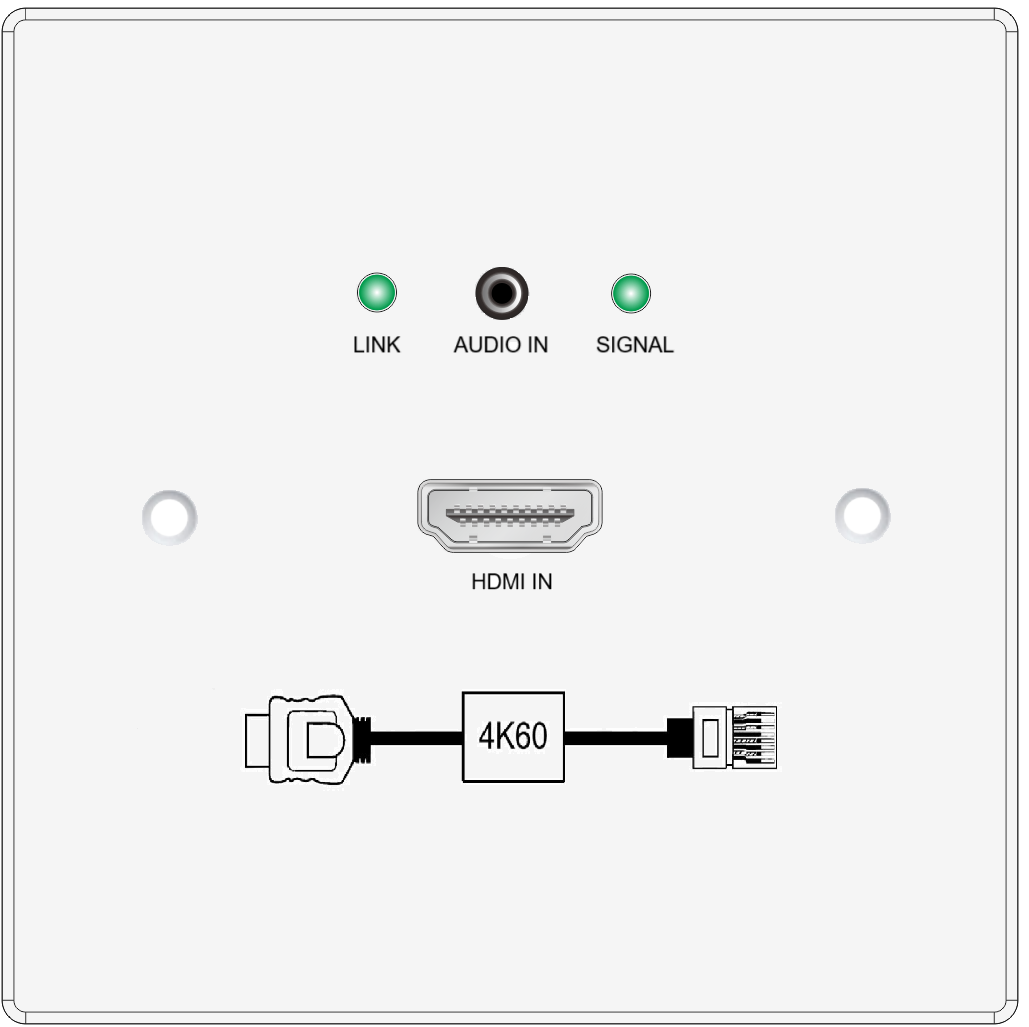 LINK
AUDIO IN
SIGNAL
HDMI IN
4K60